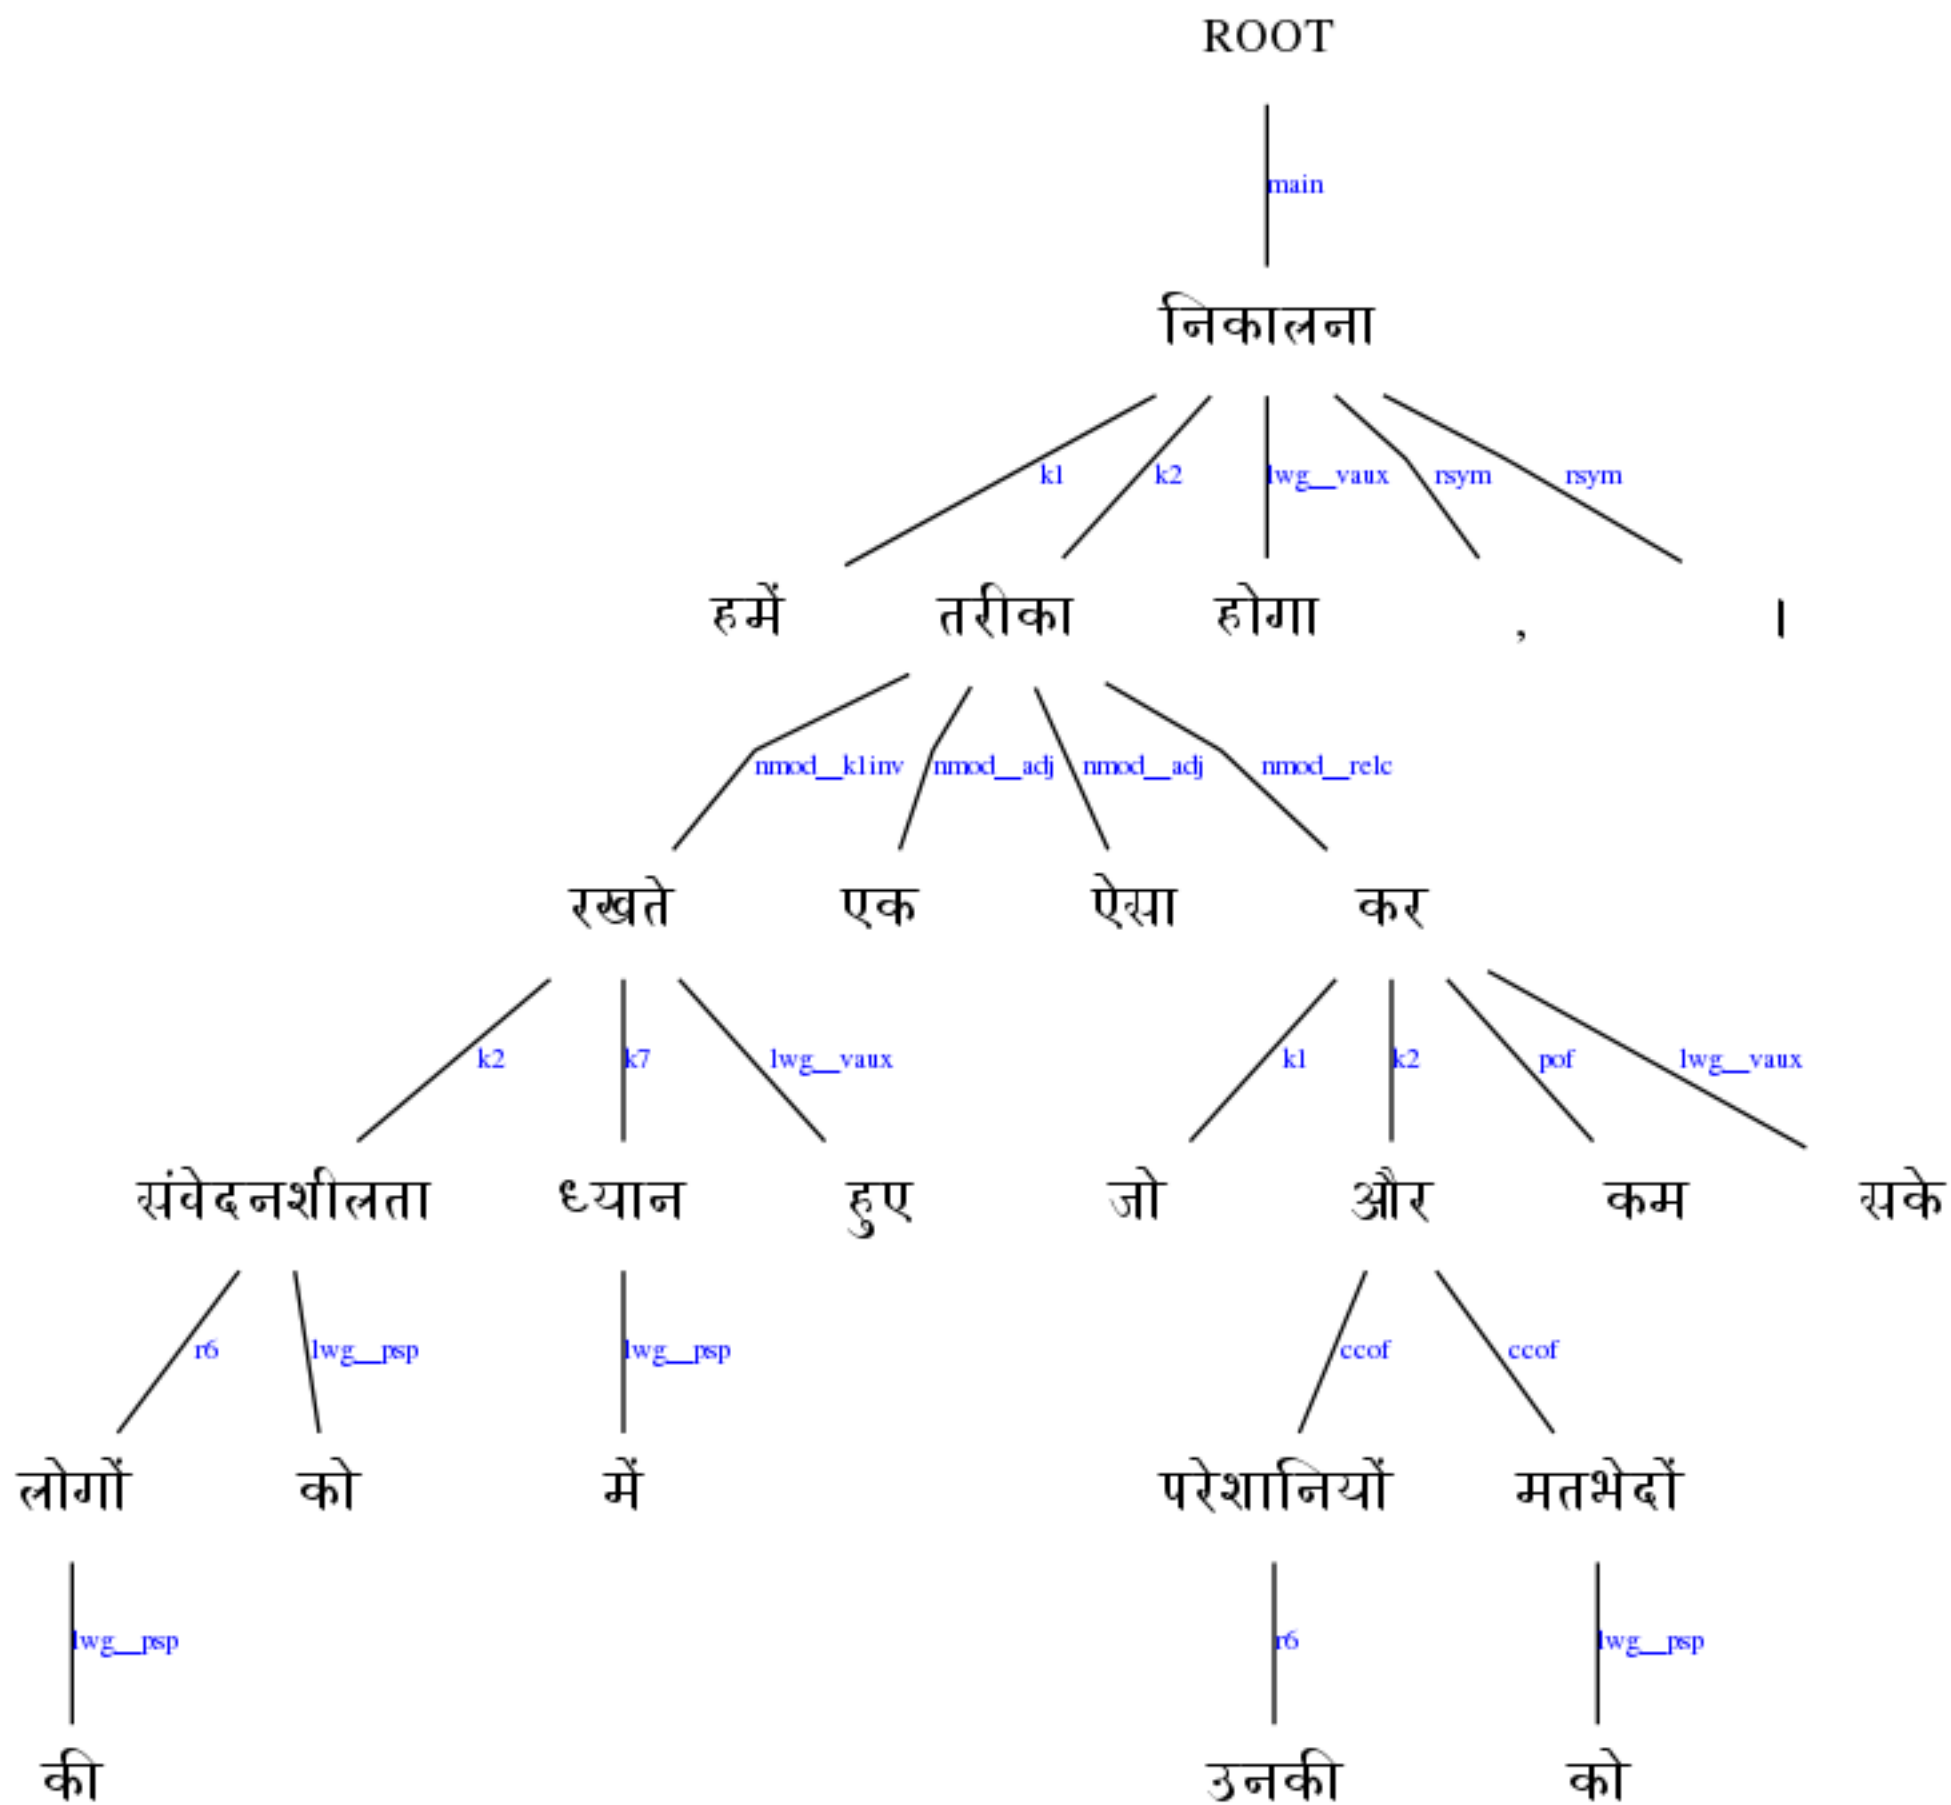 ROOT
main
निकालना
k1 k2 lwg__vaux rsym rsym
हमें तरीका होगा , ।
nmod__k1inv nmod__adj nmod__adj nmod__relc
रखते एक ऐसा कर
k2 k7 lwg__vaux k1 k2 pof lwg__vaux
संवेदनशीलता ध्यान हुए जो और कम सके
r6 lwg__psp lwg__psp ccof ccof
लोगों को में परेशानियों मतभेदों
lwg__psp r6 lwg__psp
की उनकी को